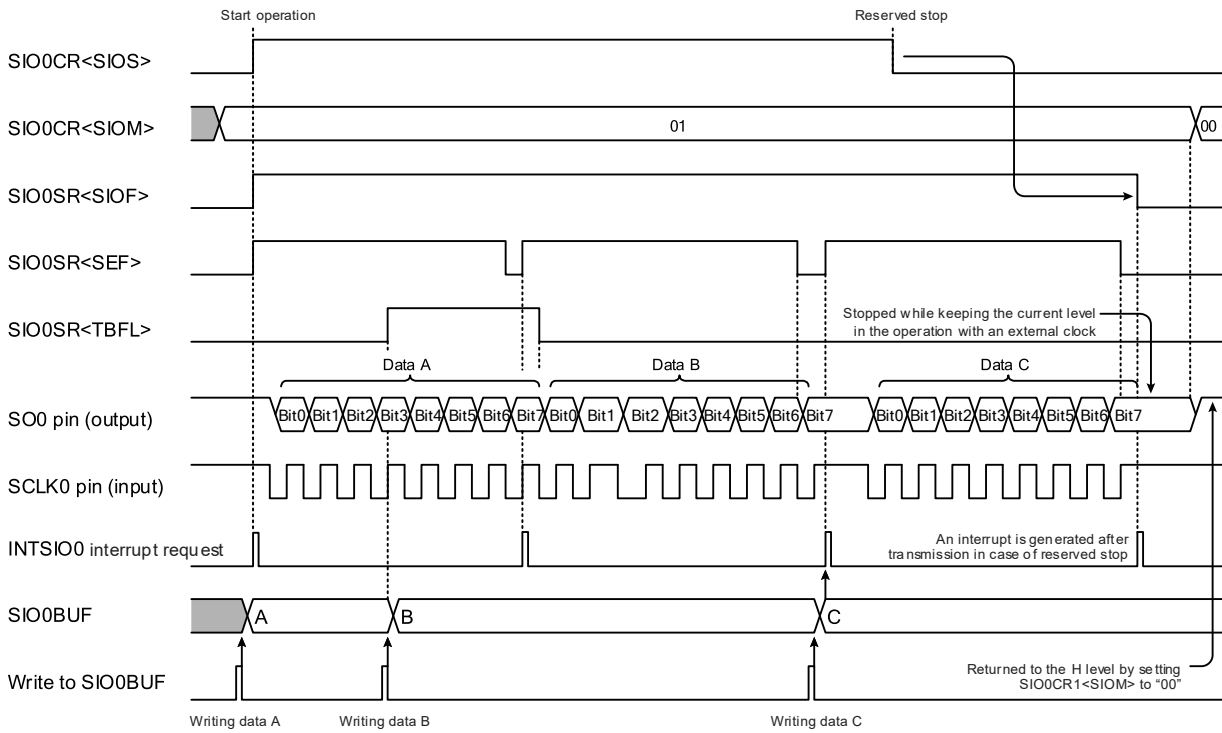 Start operation
Reserved stop
SIO0CR<SIOS>
SIO0CR<SIOM>
01
00
SIO0SR<SIOF>
SIO0SR<SEF>
SIO0SR<TBFL>
Stopped while keeping the current level
in the operation with an external clock
Data A
Data B
Data C
SO0 pin (output)
Bit0 Bit1 Bit2 Bit3 Bit4 Bit5 Bit6 Bit7 Bit0 Bit1 Bit2 Bit3 Bit4 Bit5 Bit6 Bit7 Bit0 Bit1 Bit2 Bit3 Bit4 Bit5 Bit6 Bit7
SCLK0 pin (input)
INTSIO0 interrupt request
An interrupt is generated after
transmission in case of reserved stop
SIO0BUF
A
B
C
Write to SIO0BUF
Returned to the H level by setting
SIO0CR1<SIOM> to “00”
Writing data A
Writing data B
Writing data C